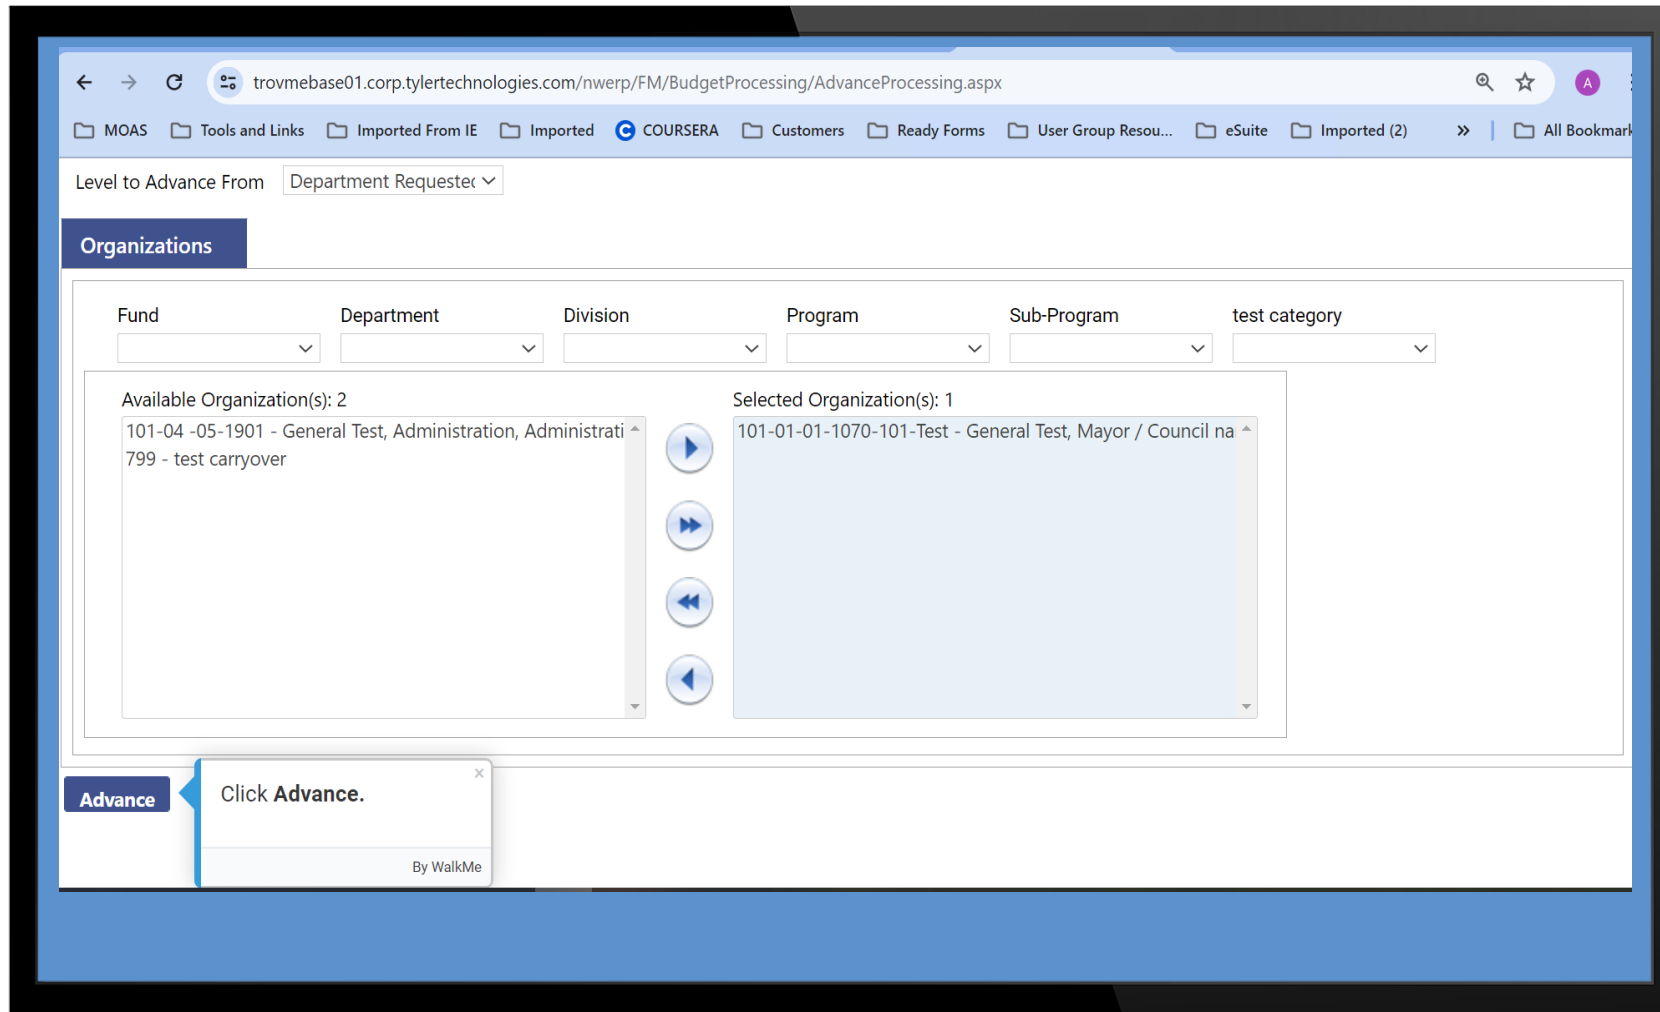 trovmebase01.corp.tylertechnologies.com/nwerp/FM/BudgetProcessing/AdvanceProcessing.aspx A
MOAS Tools and Links Imported From IE Imported C COURSERA Customers Ready Forms User Group Resou... eSuite Imported (2) » All Bookmark
Level to Advance From Department Requested
Organizations
Fund Department Division Program Sub-Program test category
Available Organization(s): 2 Selected Organization(s): 1
101-04 -05-1901 - General Test, Administration, Administrati 101-01-01-1070-101-Test - General Test, Mayor / Council na
799 - test carryover
×
Advance Click Advance.
By WalkMe